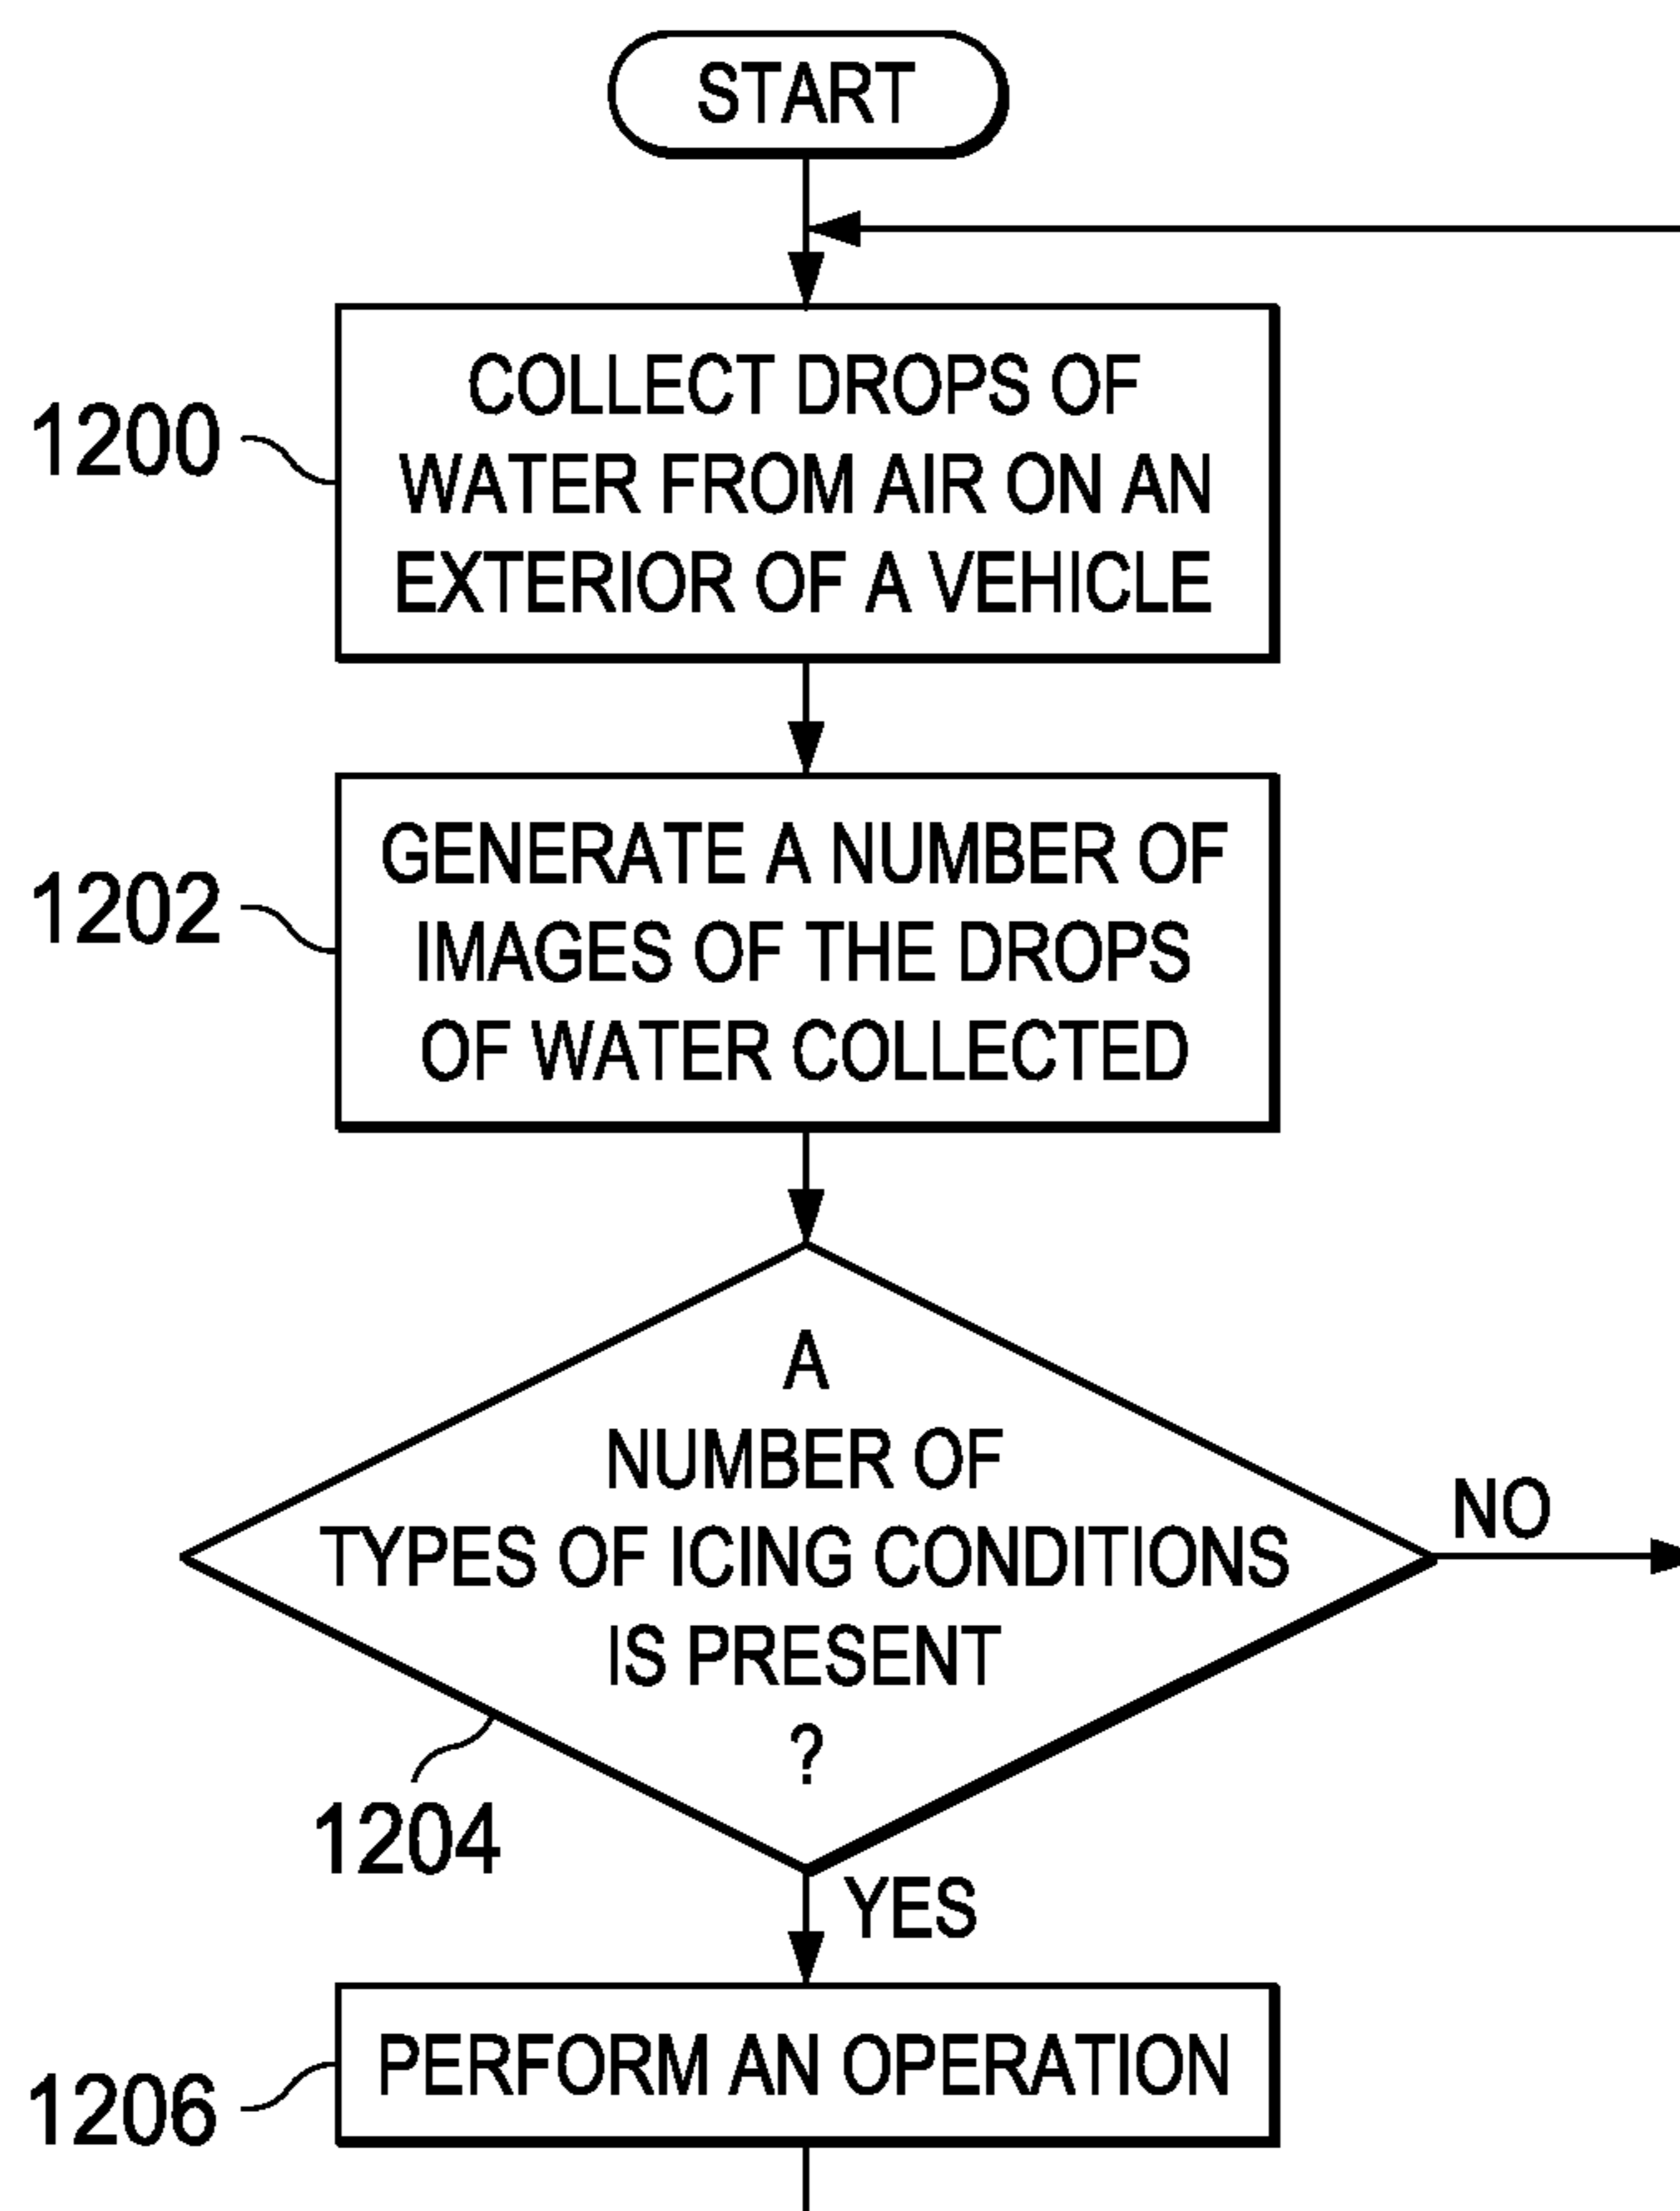 START
1200
COLLECT DROPS OF
WATER FROM AIR ON AN
EXTERIOR OF A VEHICLE
1202
GENERATE A NUMBER OF
IMAGES OF THE DROPS
OF WATER COLLECTED
A
NUMBER OF
TYPES OF ICING CONDITIONS
IS PRESENT
?
NO
1204
YES
1206
PERFORM AN OPERATION